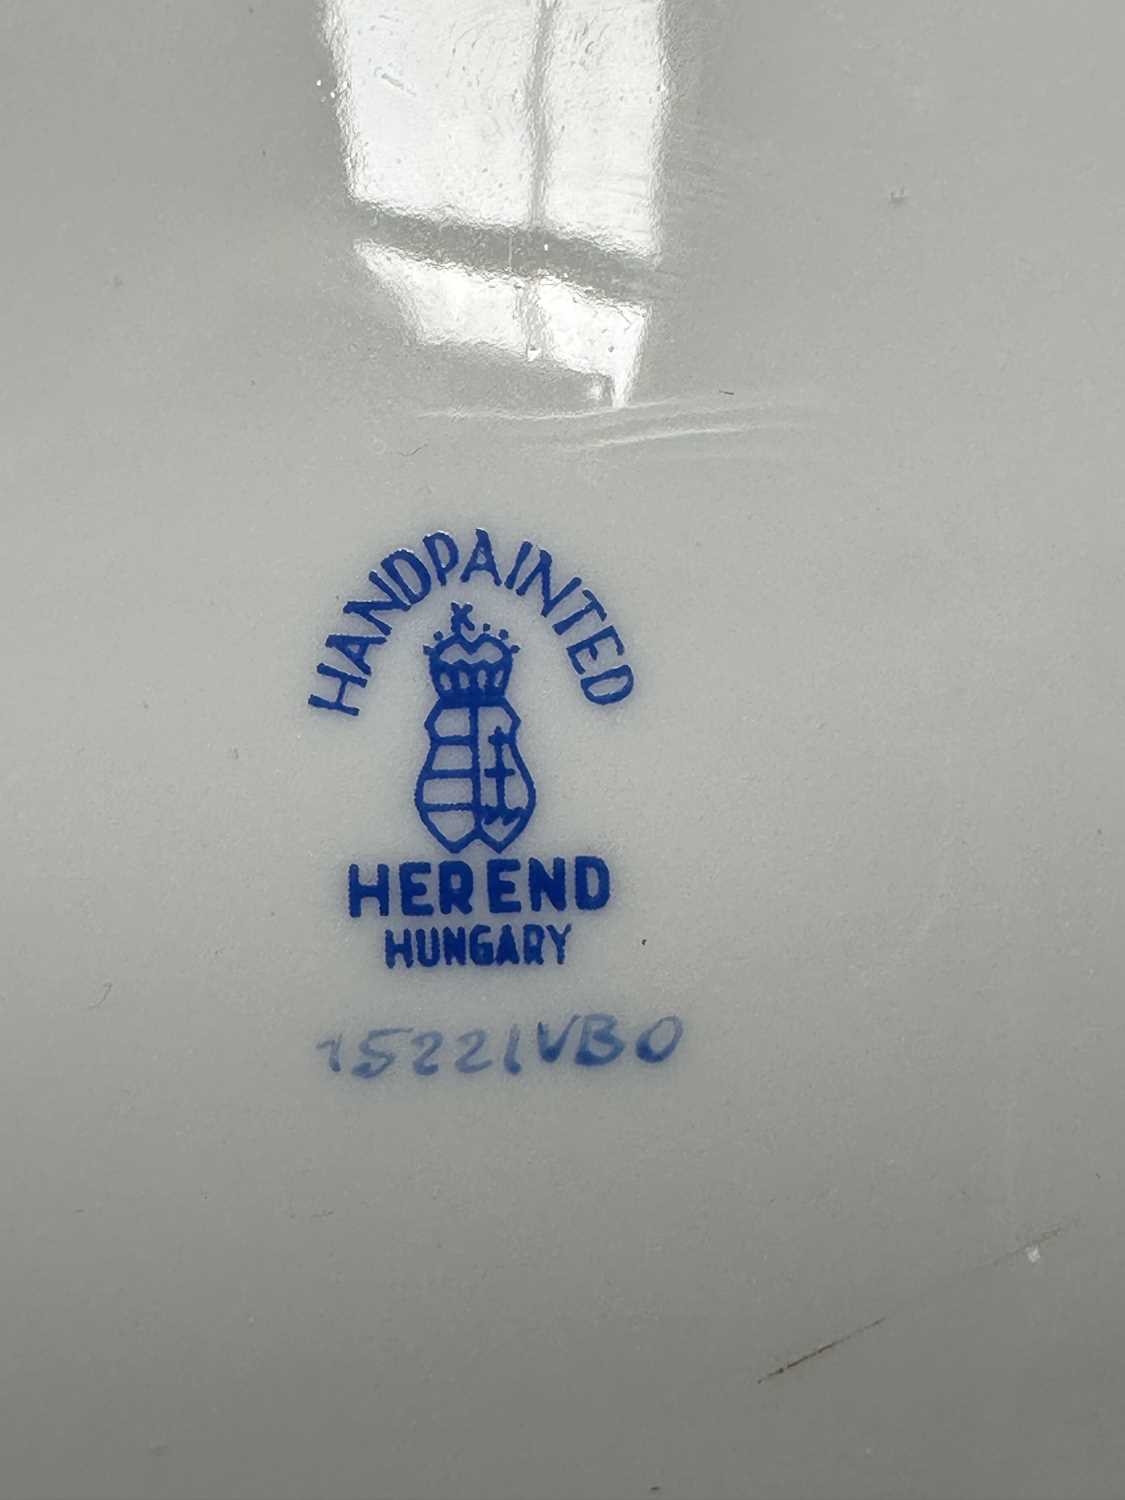 HANDPAINTED
HEREND
HUNGARY
15221VBO